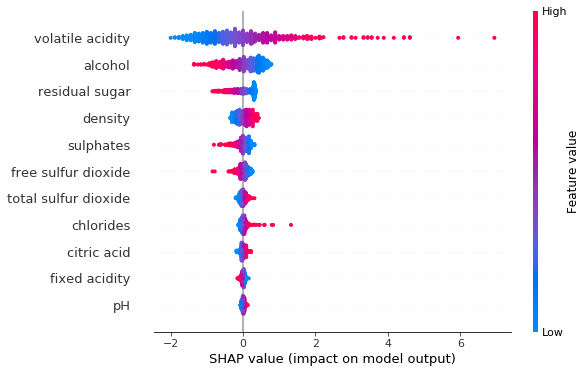 High
volatile acidity
alcohol
residual sugar
density
sulphates
free sulfur dioxide
total sulfur dioxide
chlorides
citric acid
fixed acidity
pH
Feature value
Low
−2
0
2
4
6
SHAP value (impact on model output)